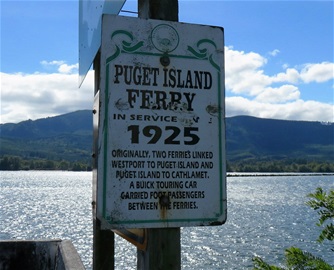 PUGET ISLAND
FERRY
IN SERVICE
1925
ORIGINALLY, TWO FERRIES LINKED
WESTPORT TO PUGET ISLAND AND
PUGET ISLAND TO CATHLAMET.
A BUICK TOURING CAR
CARRIED FOOT PASSENGERS
BETWEEN THE FERRIES.